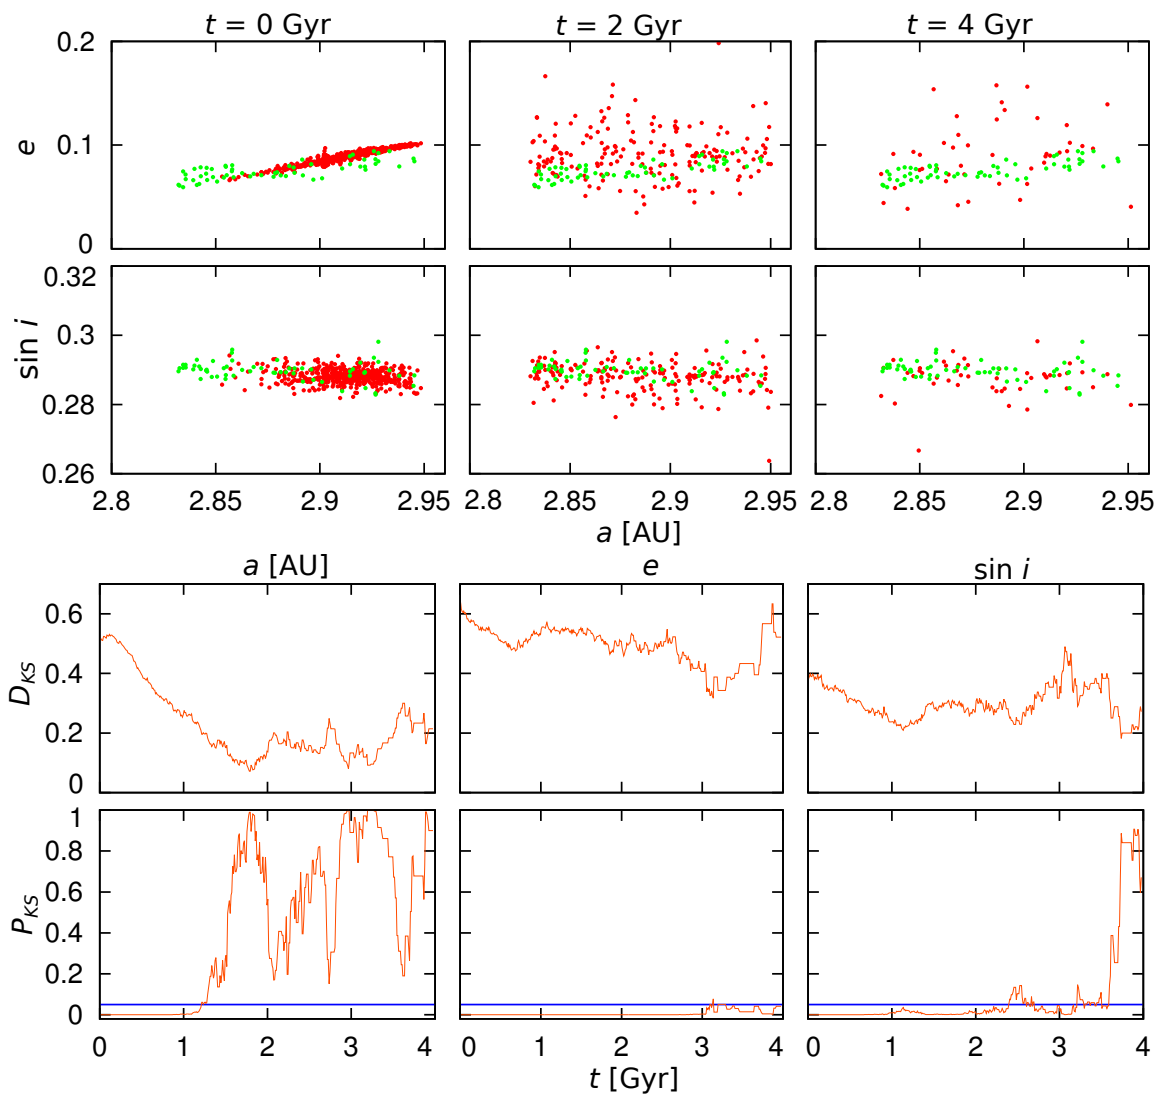 t = 0 Gyr t = 2 Gyr t = 4 Gyr
0.2
e 0.1
0
0.32
sin i 0.3
0.28
0.26
2.8 2.85 2.9 2.95 2.8 2.85 2.9 2.95 2.8 2.85 2.9 2.95
a [AU]
a [AU] e sin i
0.6
D_KS 0.4
0.2
0
1
0.8
P_KS 0.6
0.4
0.2
0
0 1 2 3 4 0 1 2 3 4 0 1 2 3 4
t [Gyr]